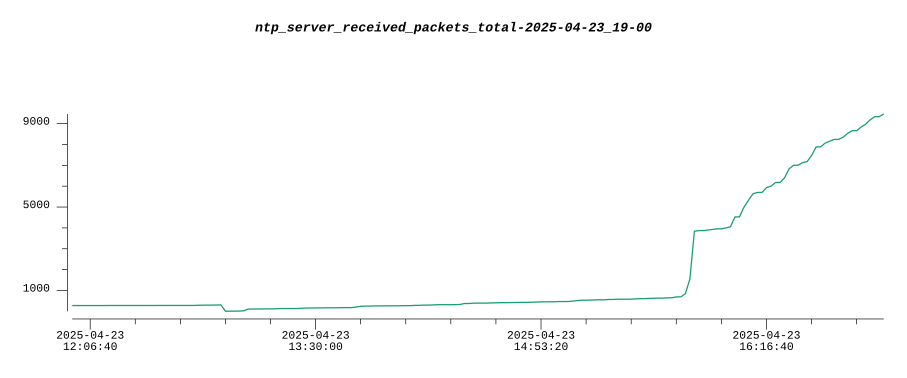 ntp_server_received_packets_total-2025-04-23_19-00
9000
5000
1000
2025-04-23 2025-04-23 2025-04-23 2025-04-23
12:06:40 13:30:00 14:53:20 16:16:40